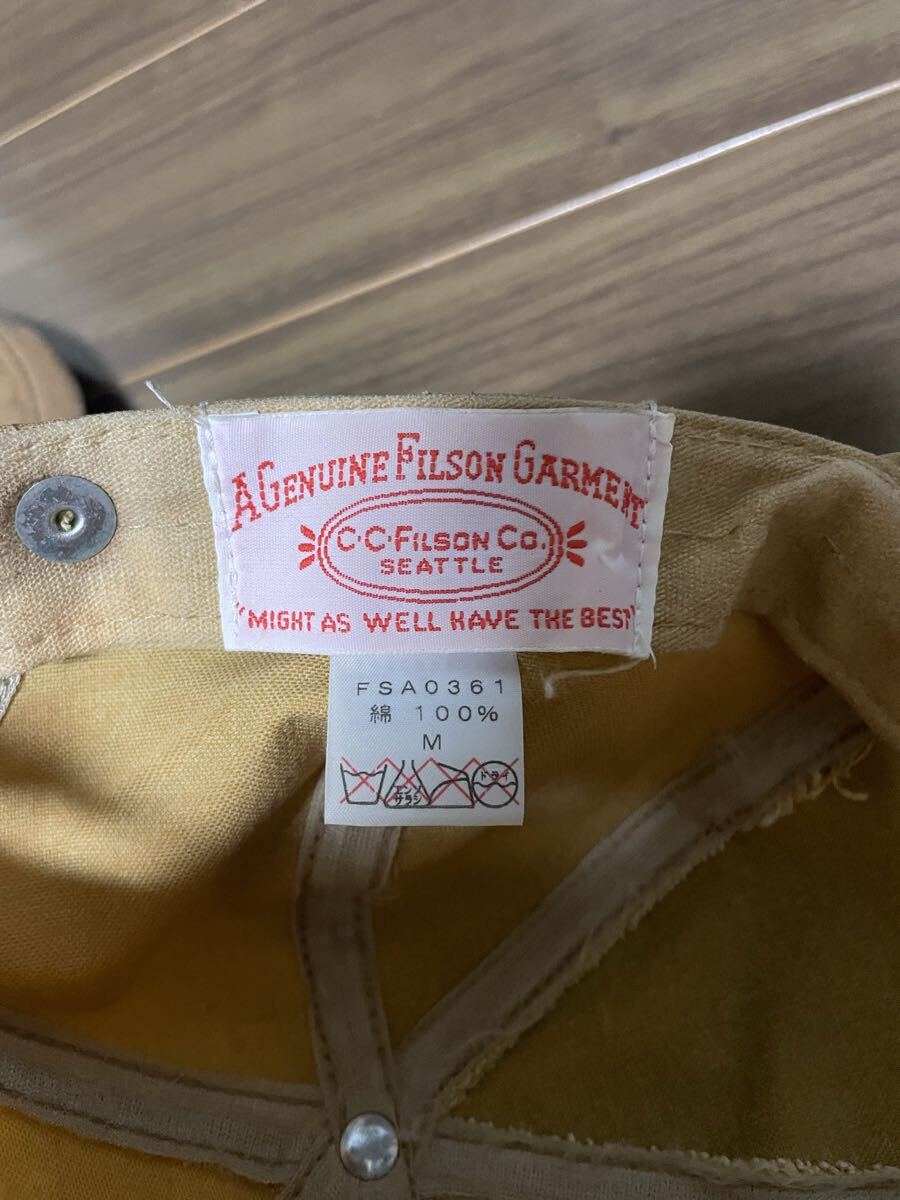 A GENUINE FILSON GARMENT
C·C·FILSON CO.
SEATTLE
"MIGHT AS WELL HAVE THE BEST"
FSA0361
綿 100%
M
エンソ
サラシ
ドライ